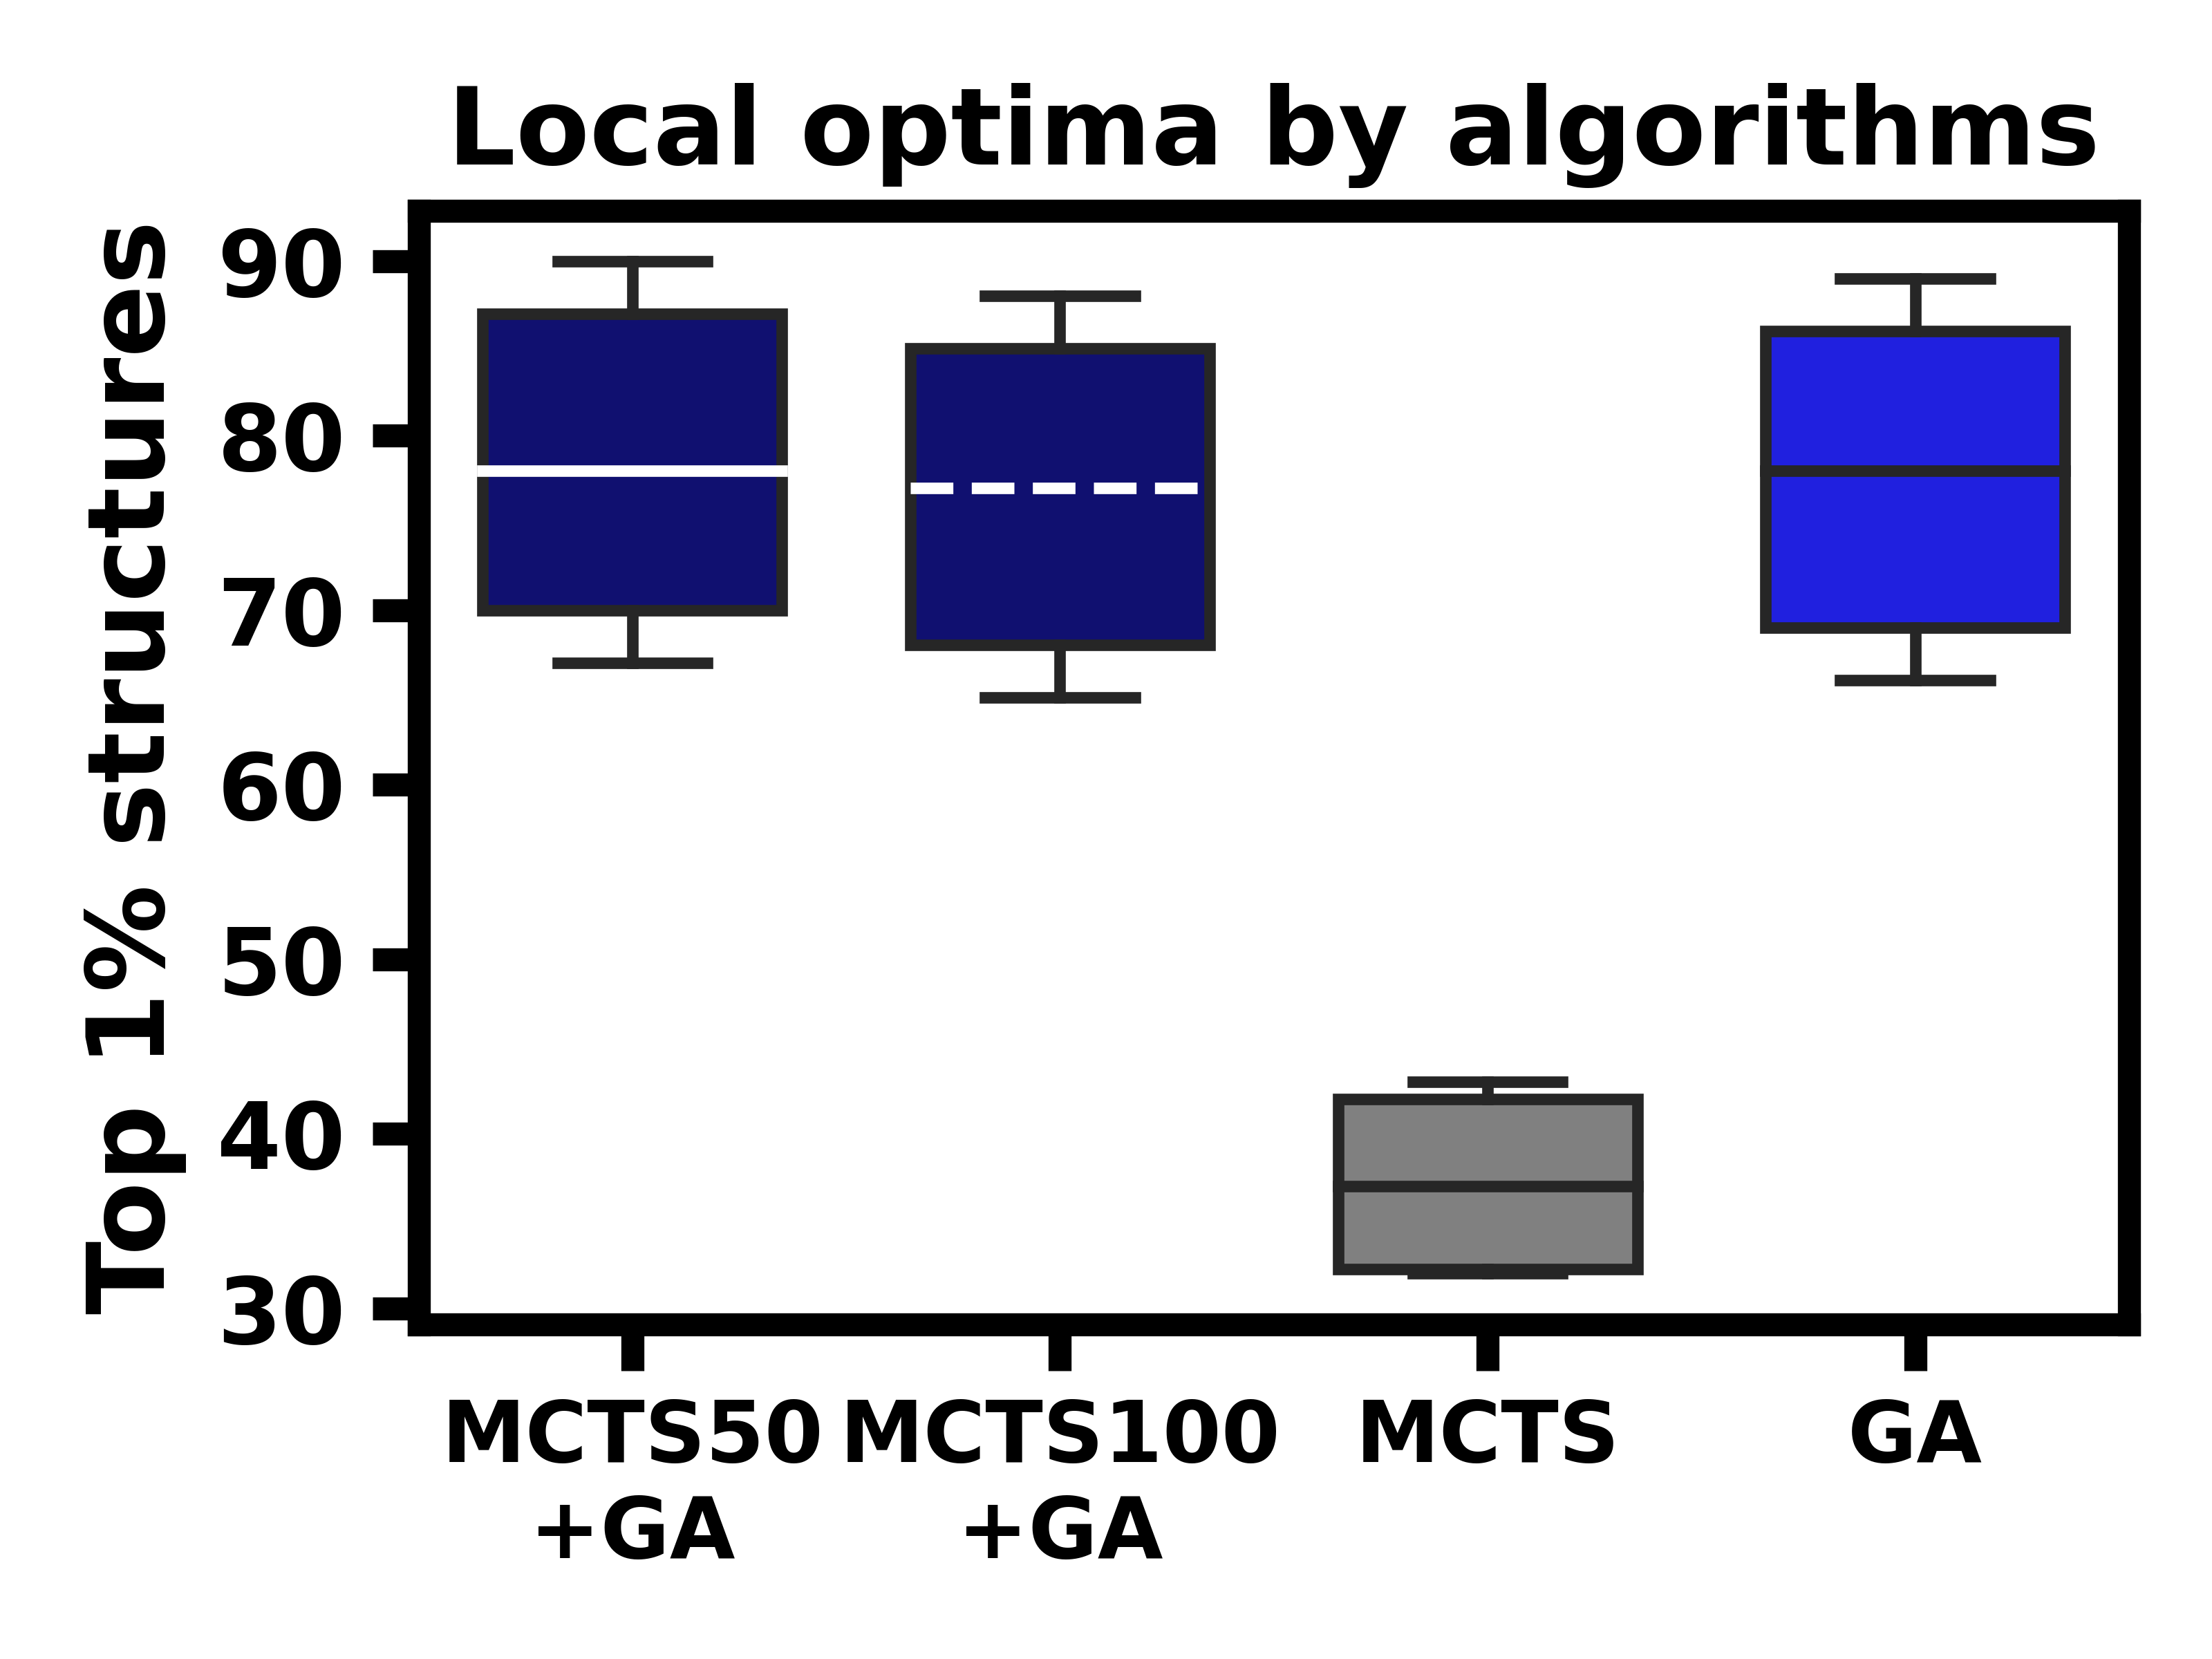 Local optima by algorithms
Top 1% structures
90
80
70
60
50
40
30
MCTS50
+GA
MCTS100
+GA
MCTS
GA